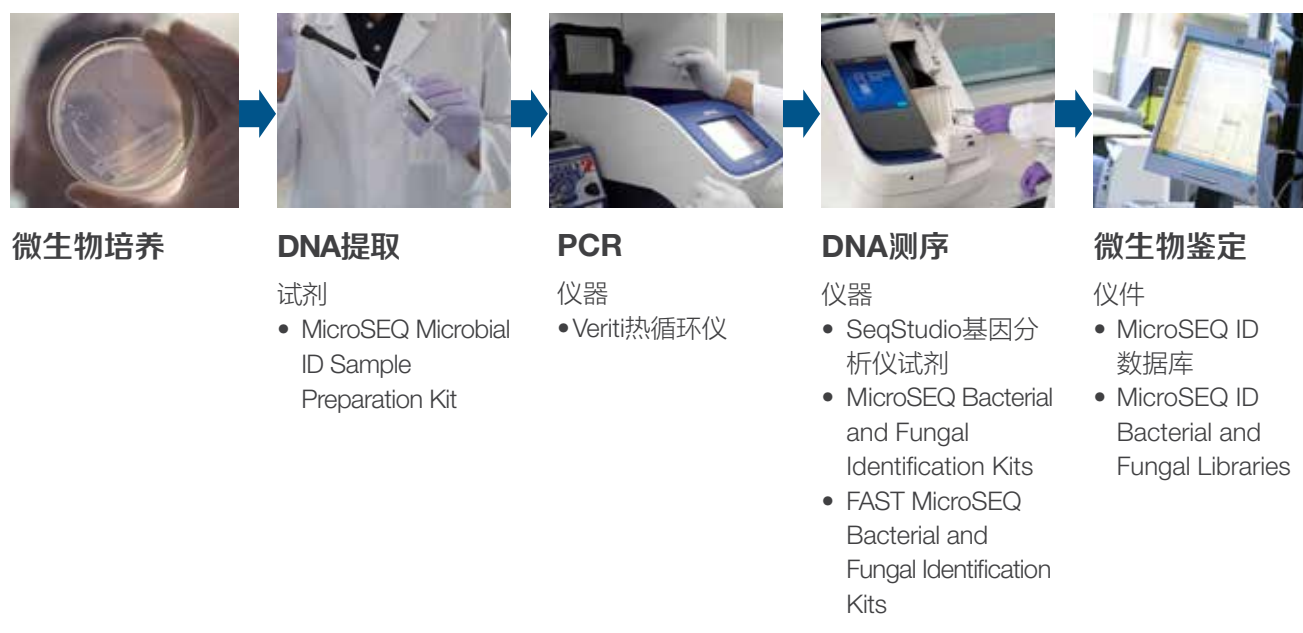 微生物培养
DNA提取
试剂
• MicroSEQ Microbial
ID Sample
Preparation Kit
PCR
仪器
•Veriti热循环仪
DNA测序
仪器
• SeqStudio基因分
析仪试剂
• MicroSEQ Bacterial
and Fungal
Identification Kits
• FAST MicroSEQ
Bacterial and
Fungal Identification
Kits
微生物鉴定
仪件
• MicroSEQ ID
数据库
• MicroSEQ ID
Bacterial and
Fungal Libraries